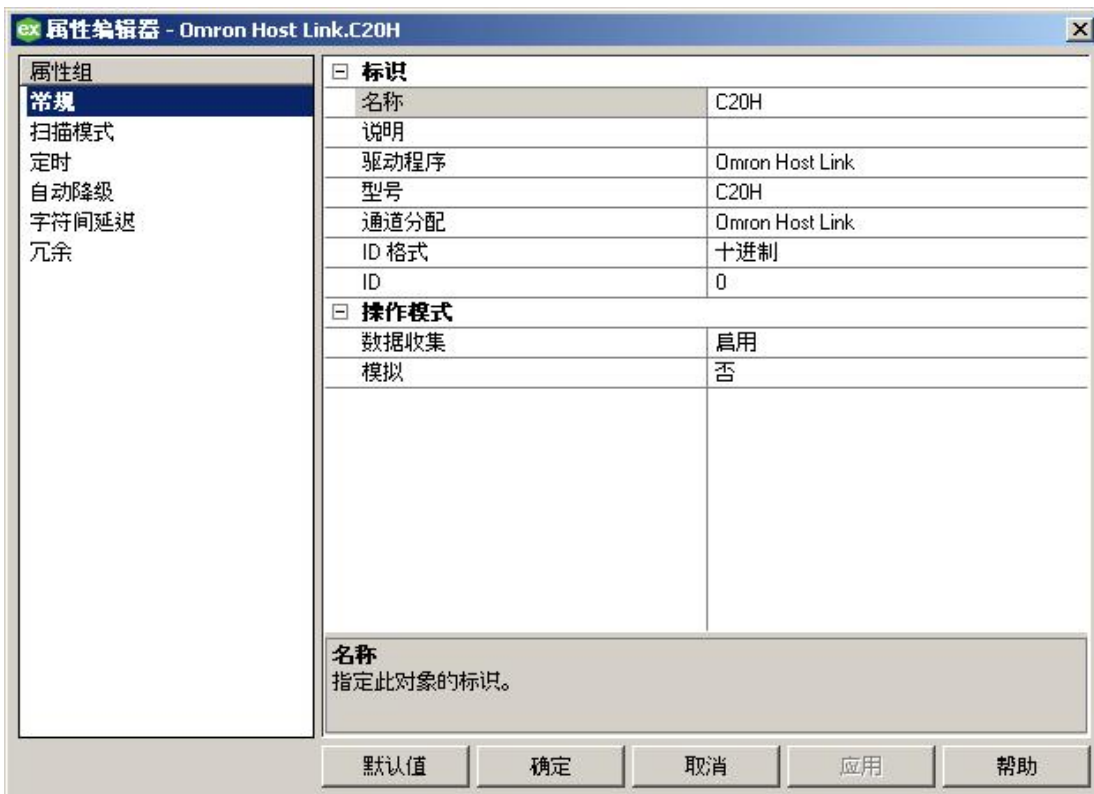 ex 属性编辑器 - Omron Host Link.C20H
属性组
常规
扫描模式
定时
自动降级
字符间延迟
冗余
标识
名称 C20H
说明
驱动程序 Omron Host Link
型号 C20H
通道分配 Omron Host Link
ID 格式 十进制
ID 0
操作模式
数据收集 启用
模拟 否
名称
指定此对象的标识。
默认值 确定 取消 应用 帮助